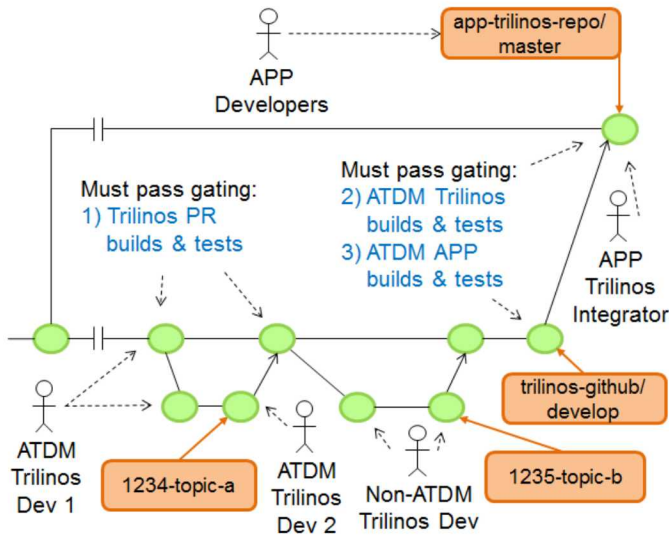 app-trilinos-repo/
master
APP
Developers
Must pass gating:
1) Trilinos PR
builds & tests
Must pass gating:
2) ATDM Trilinos
builds & tests
3) ATDM APP
builds & tests
APP
Trilinos
Integrator
trilinos-github/
develop
ATDM
Trilinos
Dev 1
1234-topic-a
ATDM
Trilinos
Dev 2
Non-ATDM
Trilinos Dev
1235-topic-b